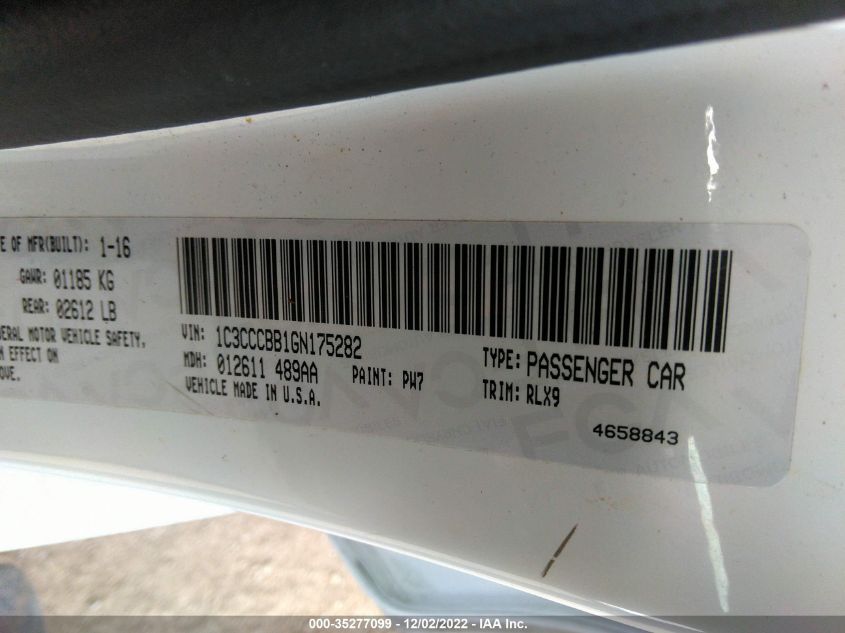 E OF MFR(BUILT): 1-16
GAWR: 01185 KG
REAR: 02612 LB
ERAL MOTOR VEHICLE SAFETY,
N EFFECT ON
OVE.
VIN: 1C3CCCBB1GN175282
MDH: 012611 489AA
PAINT: PW7
VEHICLE MADE IN U.S.A.
TYPE: PASSENGER CAR
TRIM: RLX9
4658843
000-35277099 - 12/02/2022 - IAA Inc.